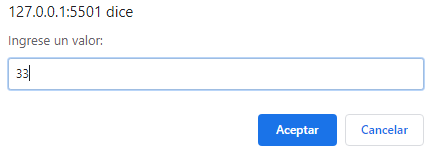 127.0.0.1:5501 dice
Ingrese un valor:
33
Aceptar
Cancelar